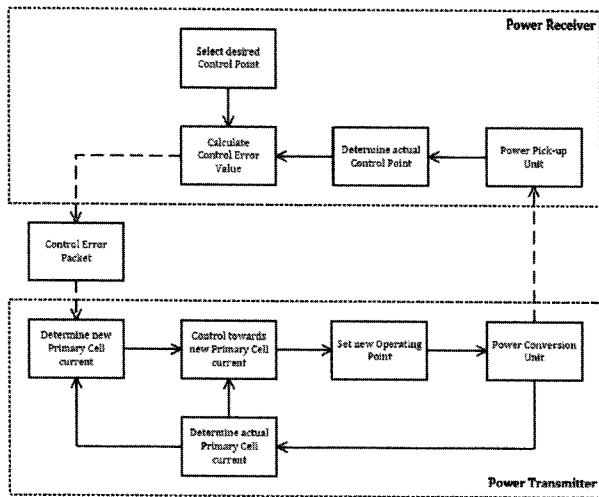 Power Receiver
Select desired
Control Point
Calculate
Control Error
Value
Determine actual
Control Point
Power Pick-up
Unit
Control Error
Packet
Determine new
Primary Cell
current
Control towards
new Primary Cell
current
Set new Operating
Point
Power Conversion
Unit
Determine actual
Primary Cell
current
Power Transmitter